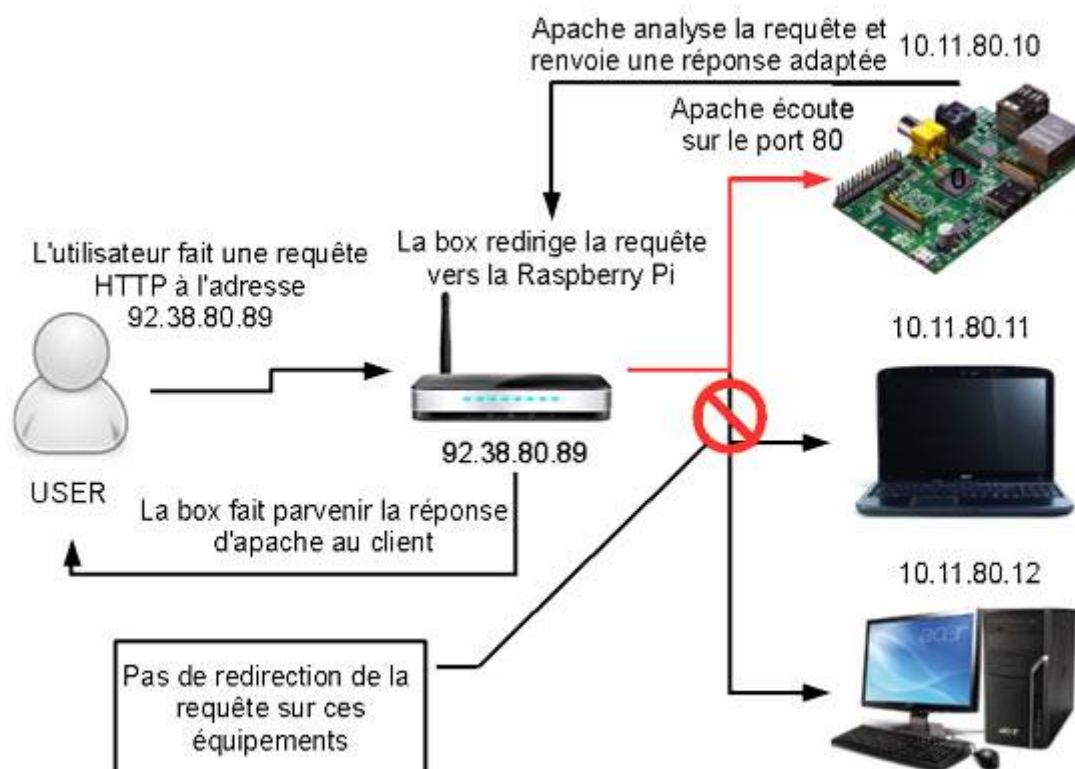 Apache analyse la requête et
renvoie une réponse adaptée
10.11.80.10
Apache écoute
sur le port 80
0
L'utilisateur fait une requête
HTTP à l'adresse
92.38.80.89
La box redirige la requête
vers la Raspberry Pi
10.11.80.11
92.38.80.89
USER
La box fait parvenir la réponse
d'apache au client
10.11.80.12
acer
Pas de redirection de la
requête sur ces
équipements